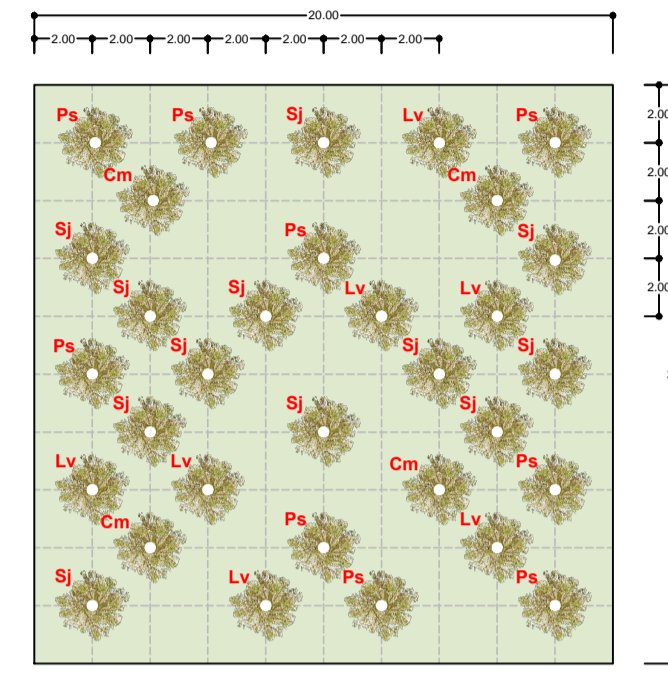 20.00
2.00 2.00 2.00 2.00 2.00 2.00 2.00
Ps Ps Sj Lv Ps
2.00
Cm Cm
2.00
Sj Ps Sj
2.00
Sj Sj Lv Lv
2.00
Ps Sj Sj Sj
Sj Sj Sj
Lv Lv Cm Ps
Cm Ps Lv
Sj Lv Ps Ps